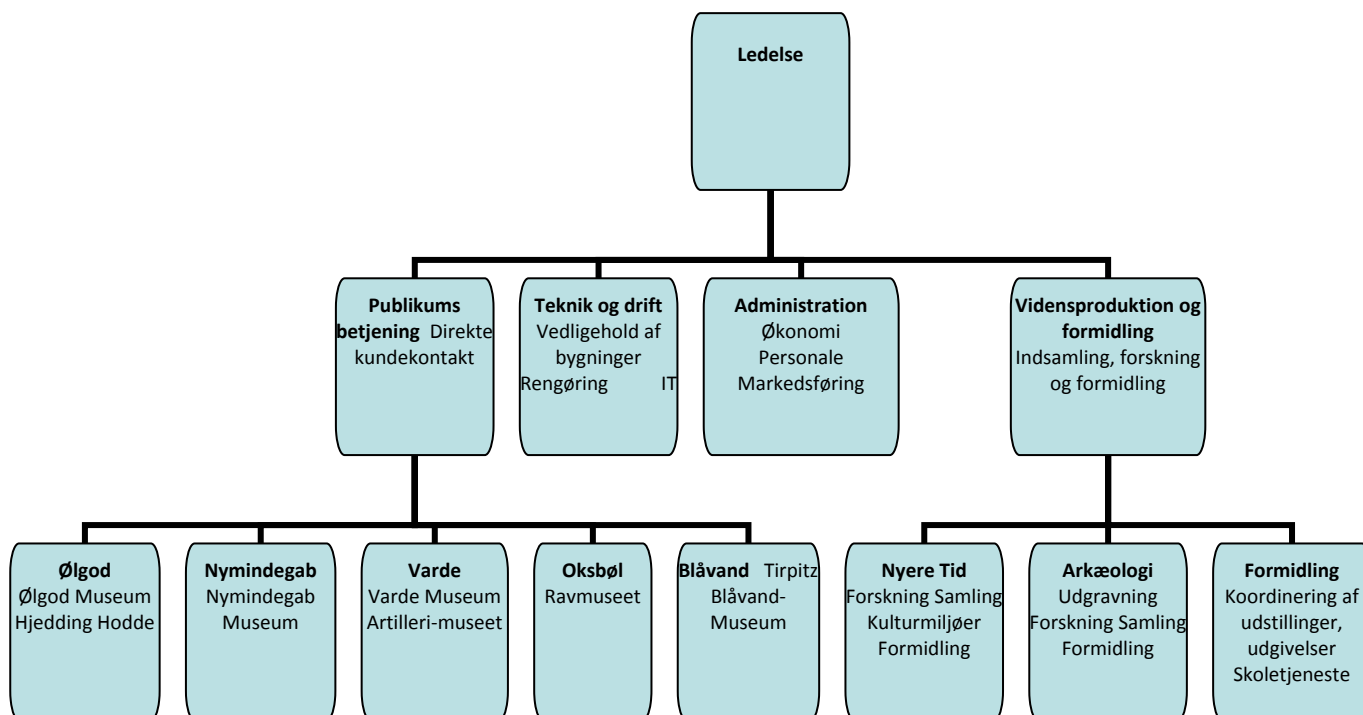 Ledelse
Publikums
betjening Direkte
kundekontakt
Teknik og drift
Vedligehold af
bygninger
Rengøring IT
Administration
Økonomi
Personale
Markedsføring
Vidensproduktion og
formidling
Indsamling, forskning
og formidling
Ølgod
Ølgod Museum
Hjedding Hodde
Nymindegab
Nymindegab
Museum
Varde
Varde Museum
Artilleri-museet
Oksbøl
Ravmuseet
Blåvand Tirpitz
Blåvand-
Museum
Nyere Tid
Forskning Samling
Kulturmiljøer
Formidling
Arkæologi
Udgravning
Forskning Samling
Formidling
Formidling
Koordinering af
udstillinger,
udgivelser
Skoletjeneste